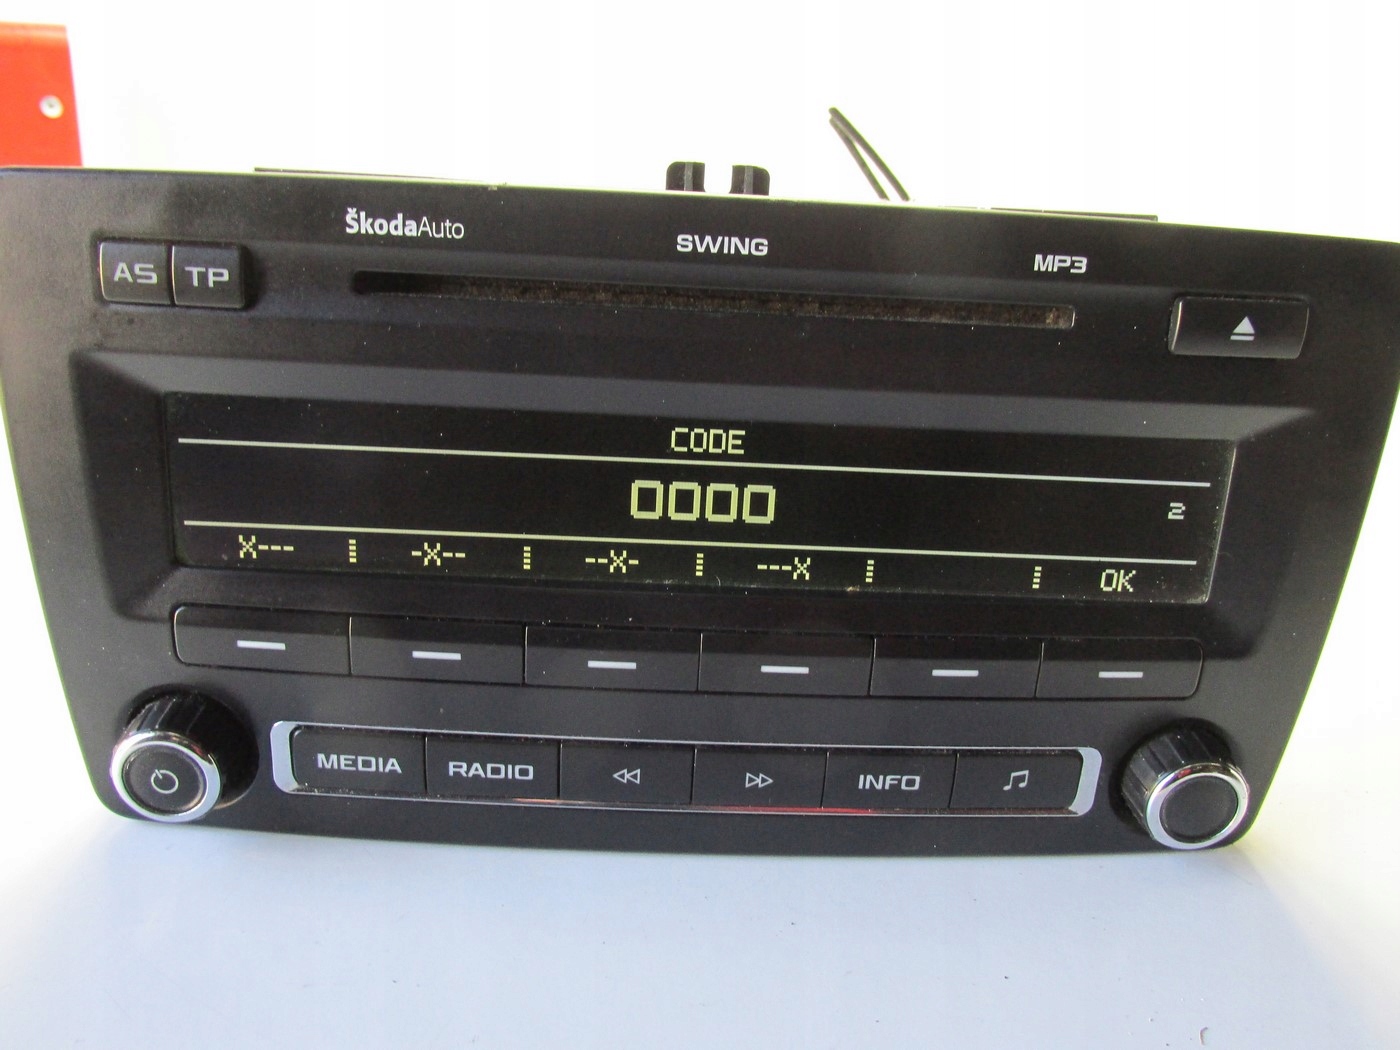 ŠkodaAuto
SWING
MP3
AS TP
CODE
0000
2
X--- -X-- --X- ---X OK
MEDIA RADIO INFO